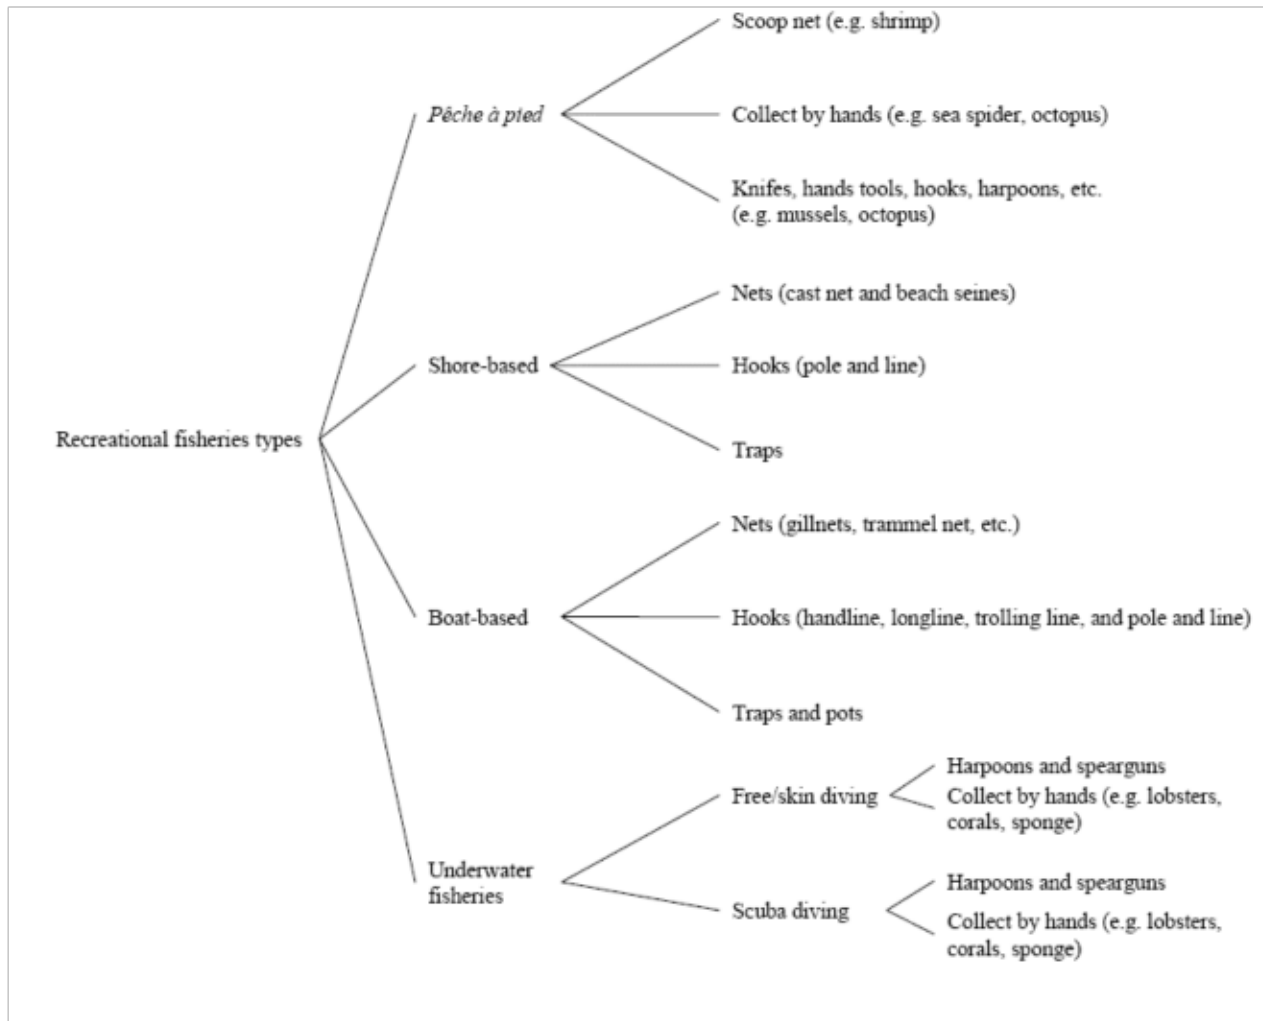 Scoop net (e.g. shrimp)
Pêche à pied
Collect by hands (e.g. sea spider, octopus)
Knifes, hands tools, hooks, harpoons, etc.
(e.g. mussels, octopus)
Nets (cast net and beach seines)
Shore-based
Hooks (pole and line)
Recreational fisheries types
Traps
Nets (gillnets, trammel net, etc.)
Boat-based
Hooks (handline, longline, trolling line, and pole and line)
Traps and pots
Free/skin diving
Harpoons and spearguns
Collect by hands (e.g. lobsters,
corals, sponge)
Underwater
fisheries
Scuba diving
Harpoons and spearguns
Collect by hands (e.g. lobsters,
corals, sponge)